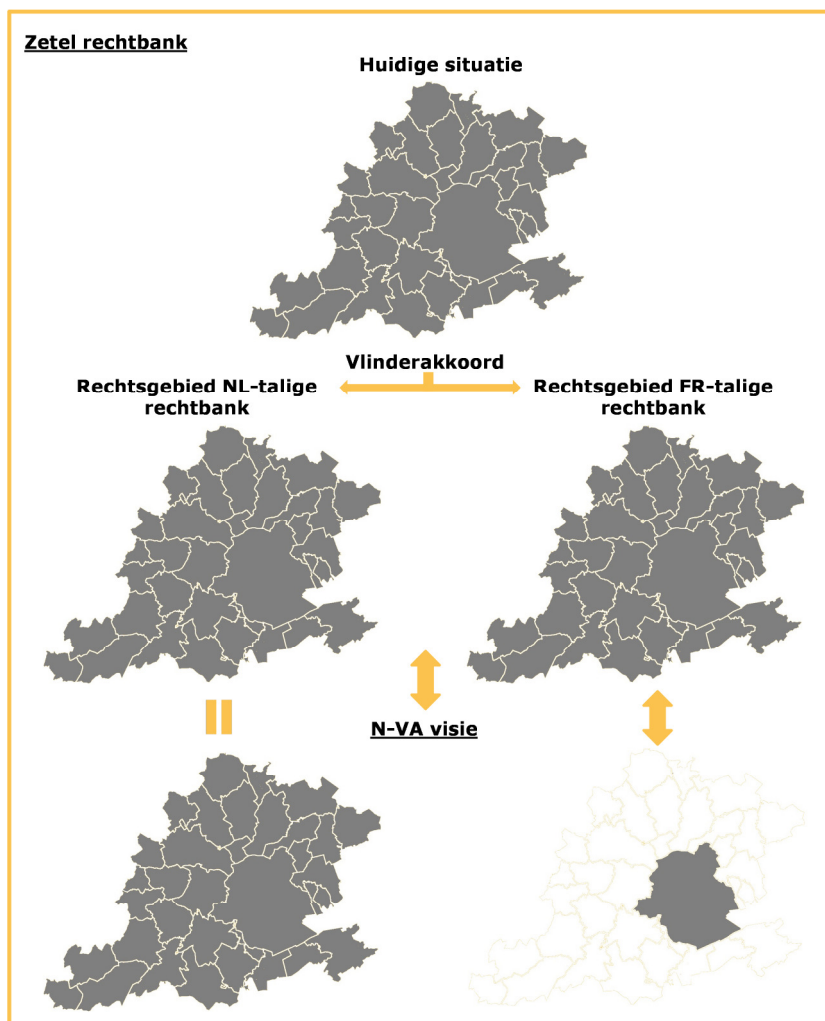 Zetel rechtbank
Huidige situatie
Vlinderakkoord
Rechtsgebied NL-talige
rechtbank
Rechtsgebied FR-talige
rechtbank
N-VA visie